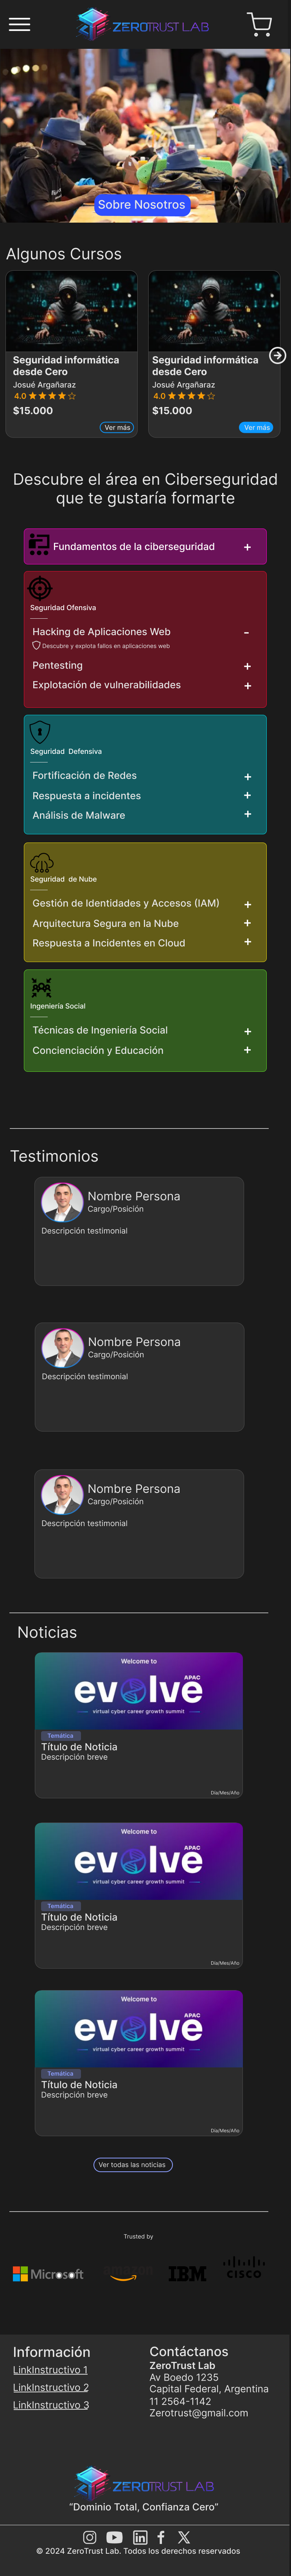 ZEROTRUST LAB
Sobre Nosotros
Algunos Cursos
Seguridad informática
desde Cero
Josué Argañaraz
4.0
$15.000
Ver más
Seguridad informática
desde Cero
Josué Argañaraz
4.0
$15.000
Ver más
Descubre el área en Ciberseguridad
que te gustaría formarte
Fundamentos de la ciberseguridad +
Seguridad Ofensiva
Hacking de Aplicaciones Web -
Descubre y explota fallos en aplicaciones web
Pentesting +
Explotación de vulnerabilidades +
Seguridad Defensiva
Fortificación de Redes +
Respuesta a incidentes +
Análisis de Malware +
Seguridad de Nube
Gestión de Identidades y Accesos (IAM) +
Arquitectura Segura en la Nube +
Respuesta a Incidentes en Cloud +
Ingeniería Social
Técnicas de Ingeniería Social +
Concienciación y Educación +
Testimonios
Nombre Persona
Cargo/Posición
Descripción testimonial
Nombre Persona
Cargo/Posición
Descripción testimonial
Nombre Persona
Cargo/Posición
Descripción testimonial
Noticias
Welcome to
APAC
evolve
virtual cyber career growth summit
Temática
Título de Noticia
Descripción breve
Día/Mes/Año
Welcome to
APAC
evolve
virtual cyber career growth summit
Temática
Título de Noticia
Descripción breve
Día/Mes/Año
Welcome to
APAC
evolve
virtual cyber career growth summit
Temática
Título de Noticia
Descripción breve
Día/Mes/Año
Ver todas las noticias
Trusted by
Microsoft
IBM
CISCO
Información
LinkInstructivo 1
LinkInstructivo 2
LinkInstructivo 3
Contáctanos
ZeroTrust Lab
Av Boedo 1235
Capital Federal, Argentina
11 2564-1142
Zerotrust@gmail.com
ZEROTRUST LAB
“Dominio Total, Confianza Cero”
© 2024 ZeroTrust Lab. Todos los derechos reservados